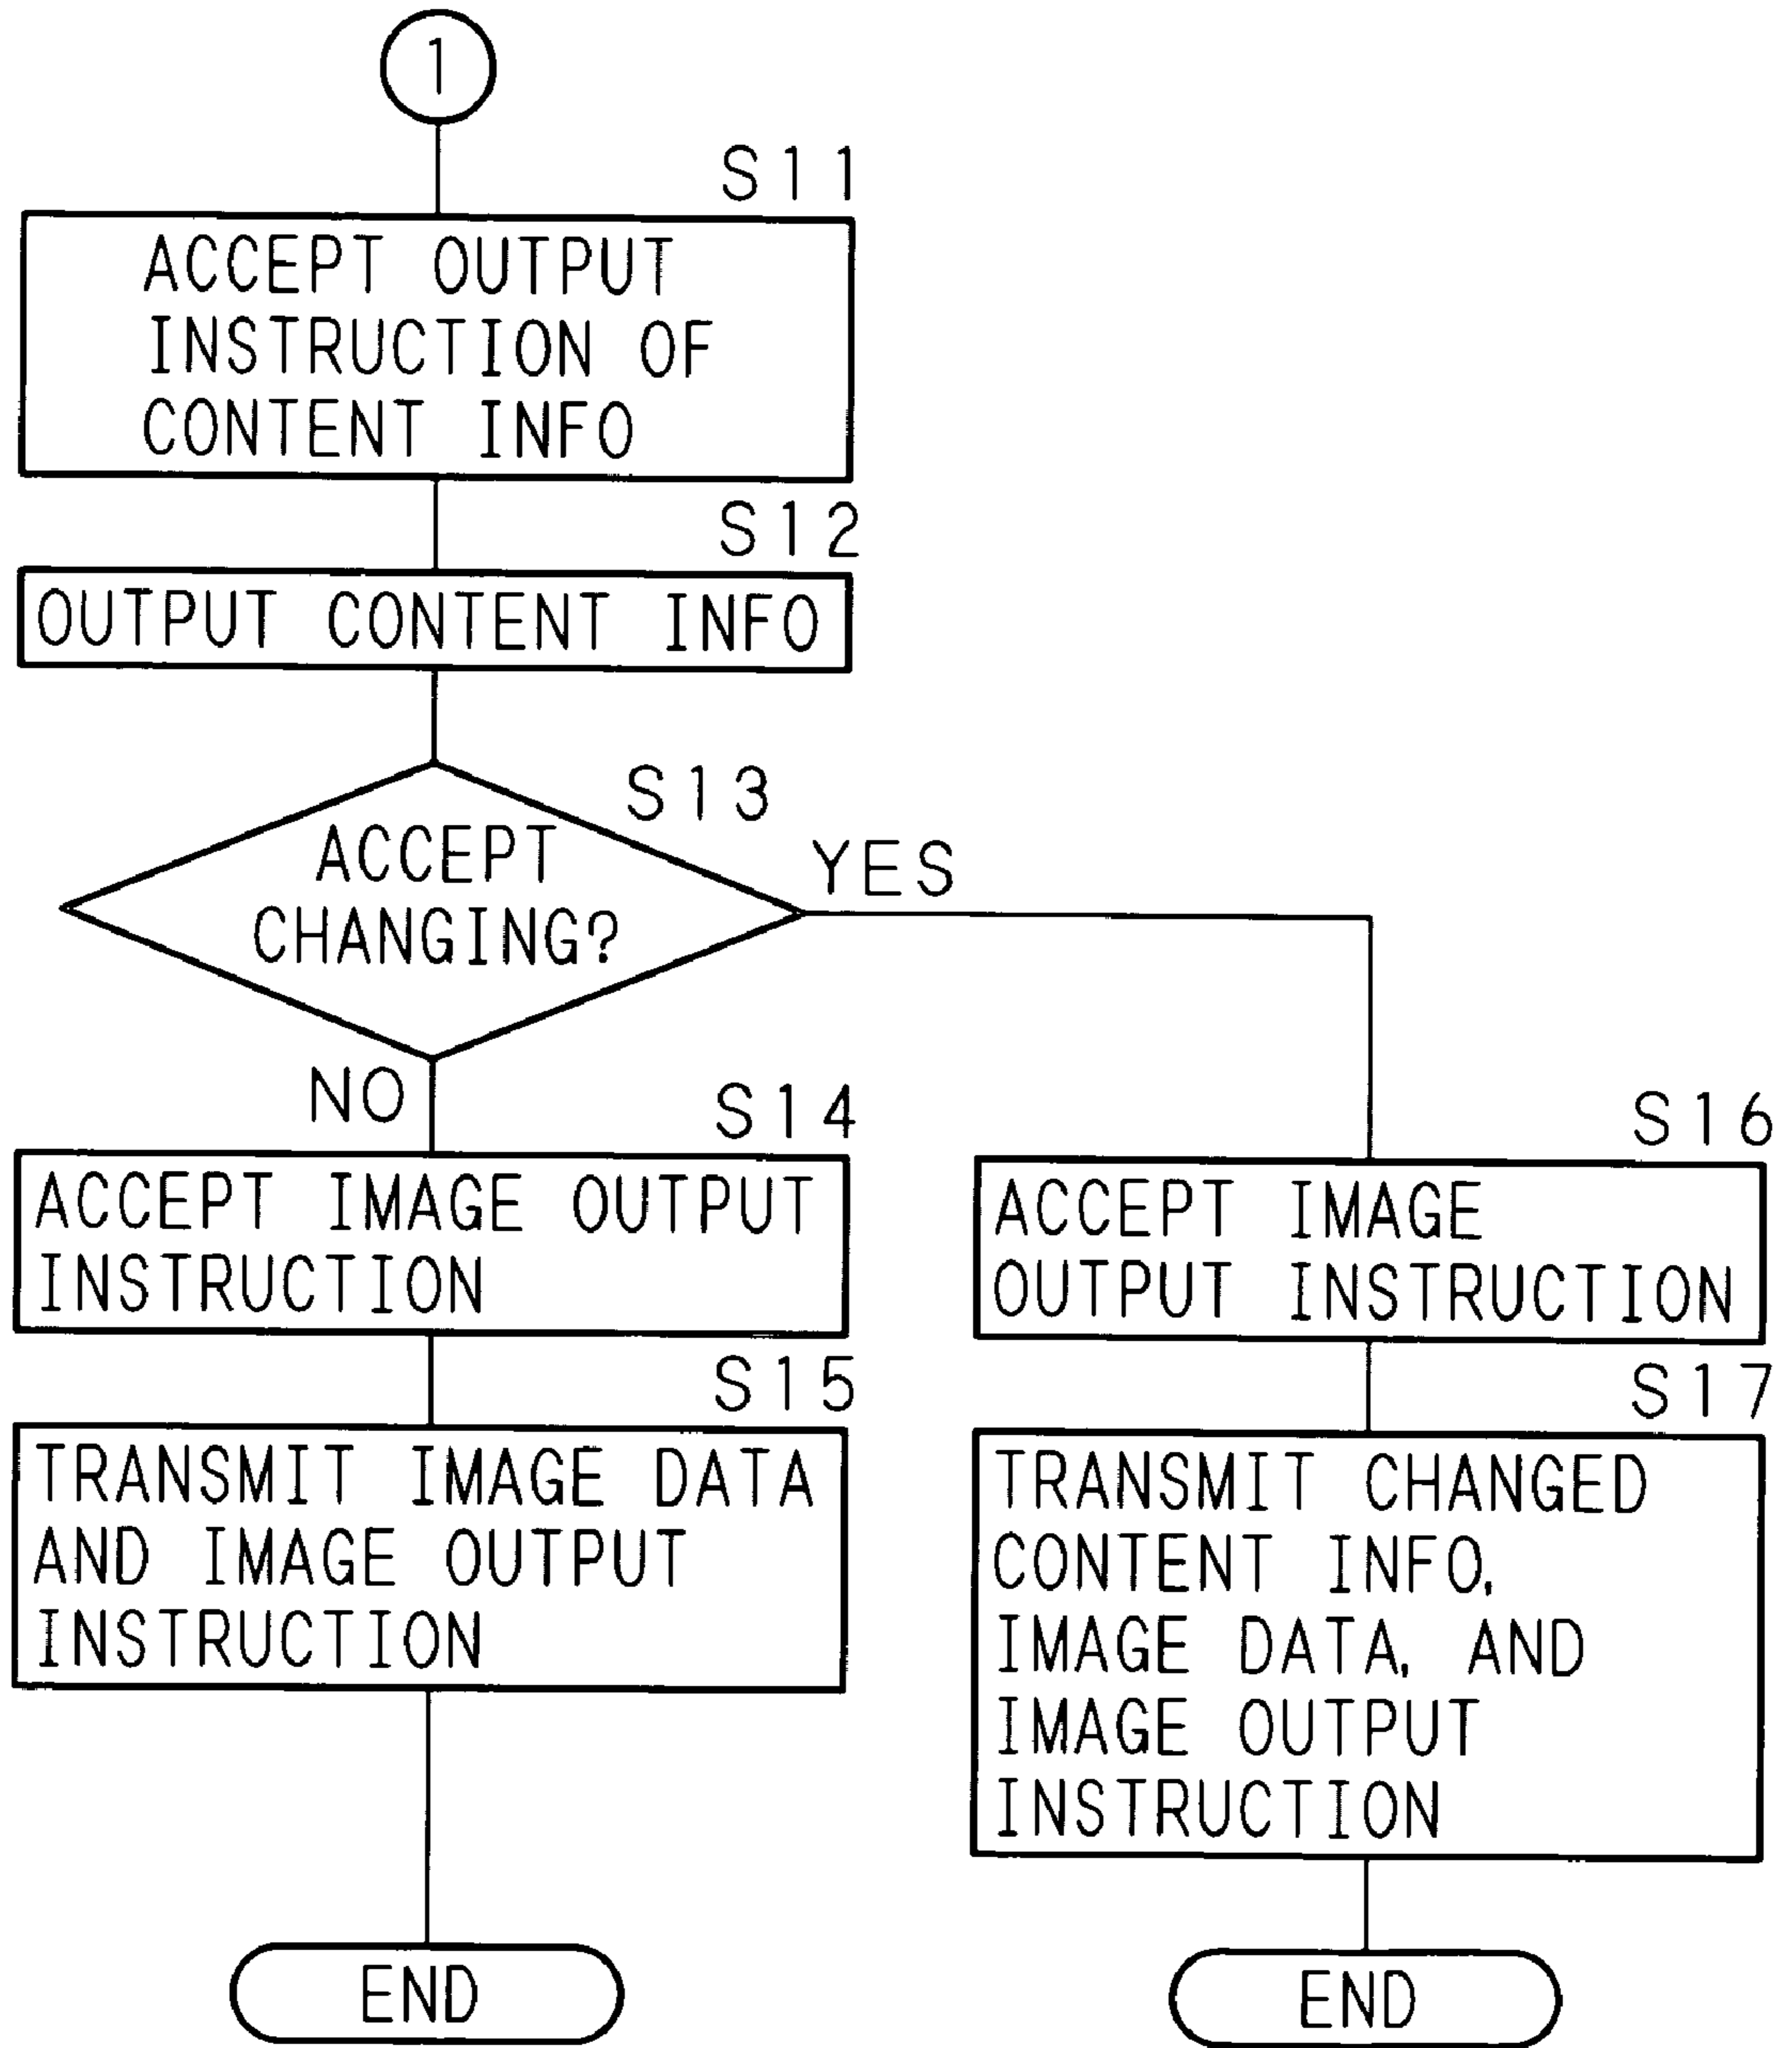 1
S11
ACCEPT OUTPUT
INSTRUCTION OF
CONTENT INFO
S12
OUTPUT CONTENT INFO
S13
ACCEPT
CHANGING?
YES
NO
S14
ACCEPT IMAGE OUTPUT
INSTRUCTION
S15
TRANSMIT IMAGE DATA
AND IMAGE OUTPUT
INSTRUCTION
END
S16
ACCEPT IMAGE
OUTPUT INSTRUCTION
S17
TRANSMIT CHANGED
CONTENT INFO,
IMAGE DATA, AND
IMAGE OUTPUT
INSTRUCTION
END